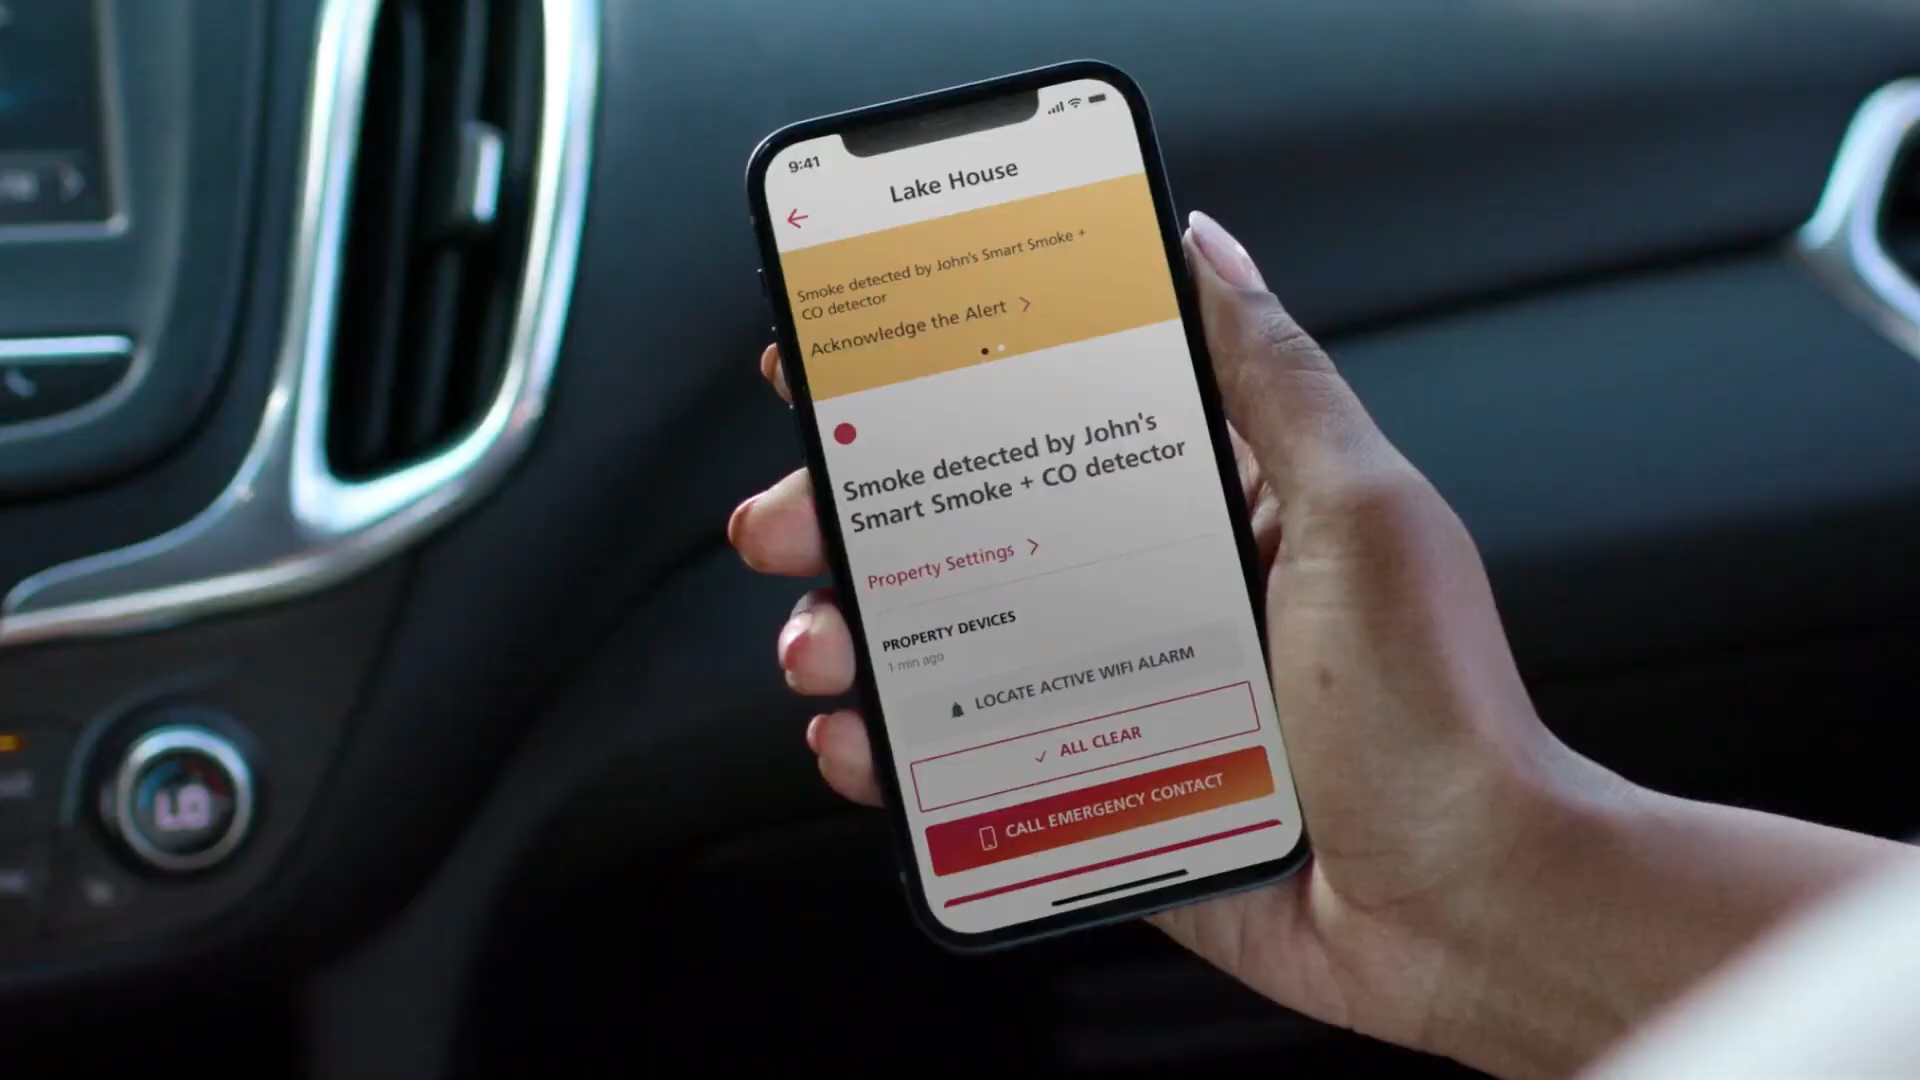 9:41
Lake House
Smoke detected by John's Smart Smoke +
CO detector
Acknowledge the Alert
Smoke detected by John's
Smart Smoke + CO detector
Property Settings
PROPERTY DEVICES
1 min ago
LOCATE ACTIVE WIFI ALARM
ALL CLEAR
CALL EMERGENCY CONTACT
LO